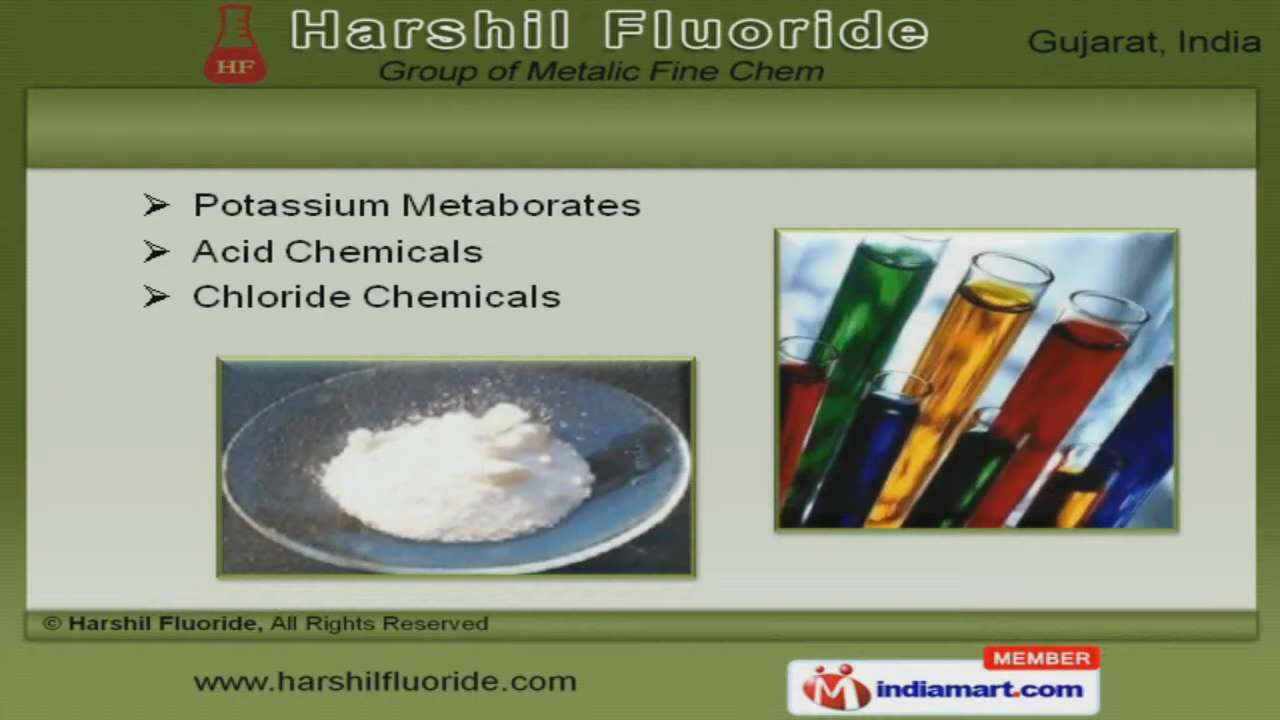 Harshil Fluoride
HF
Group of Metalic Fine Chem
Gujarat, India
➢ Potassium Metaborates
➢ Acid Chemicals
➢ Chloride Chemicals
© Harshil Fluoride, All Rights Reserved
www.harshilfluoride.com
MEMBER
indiamart.com